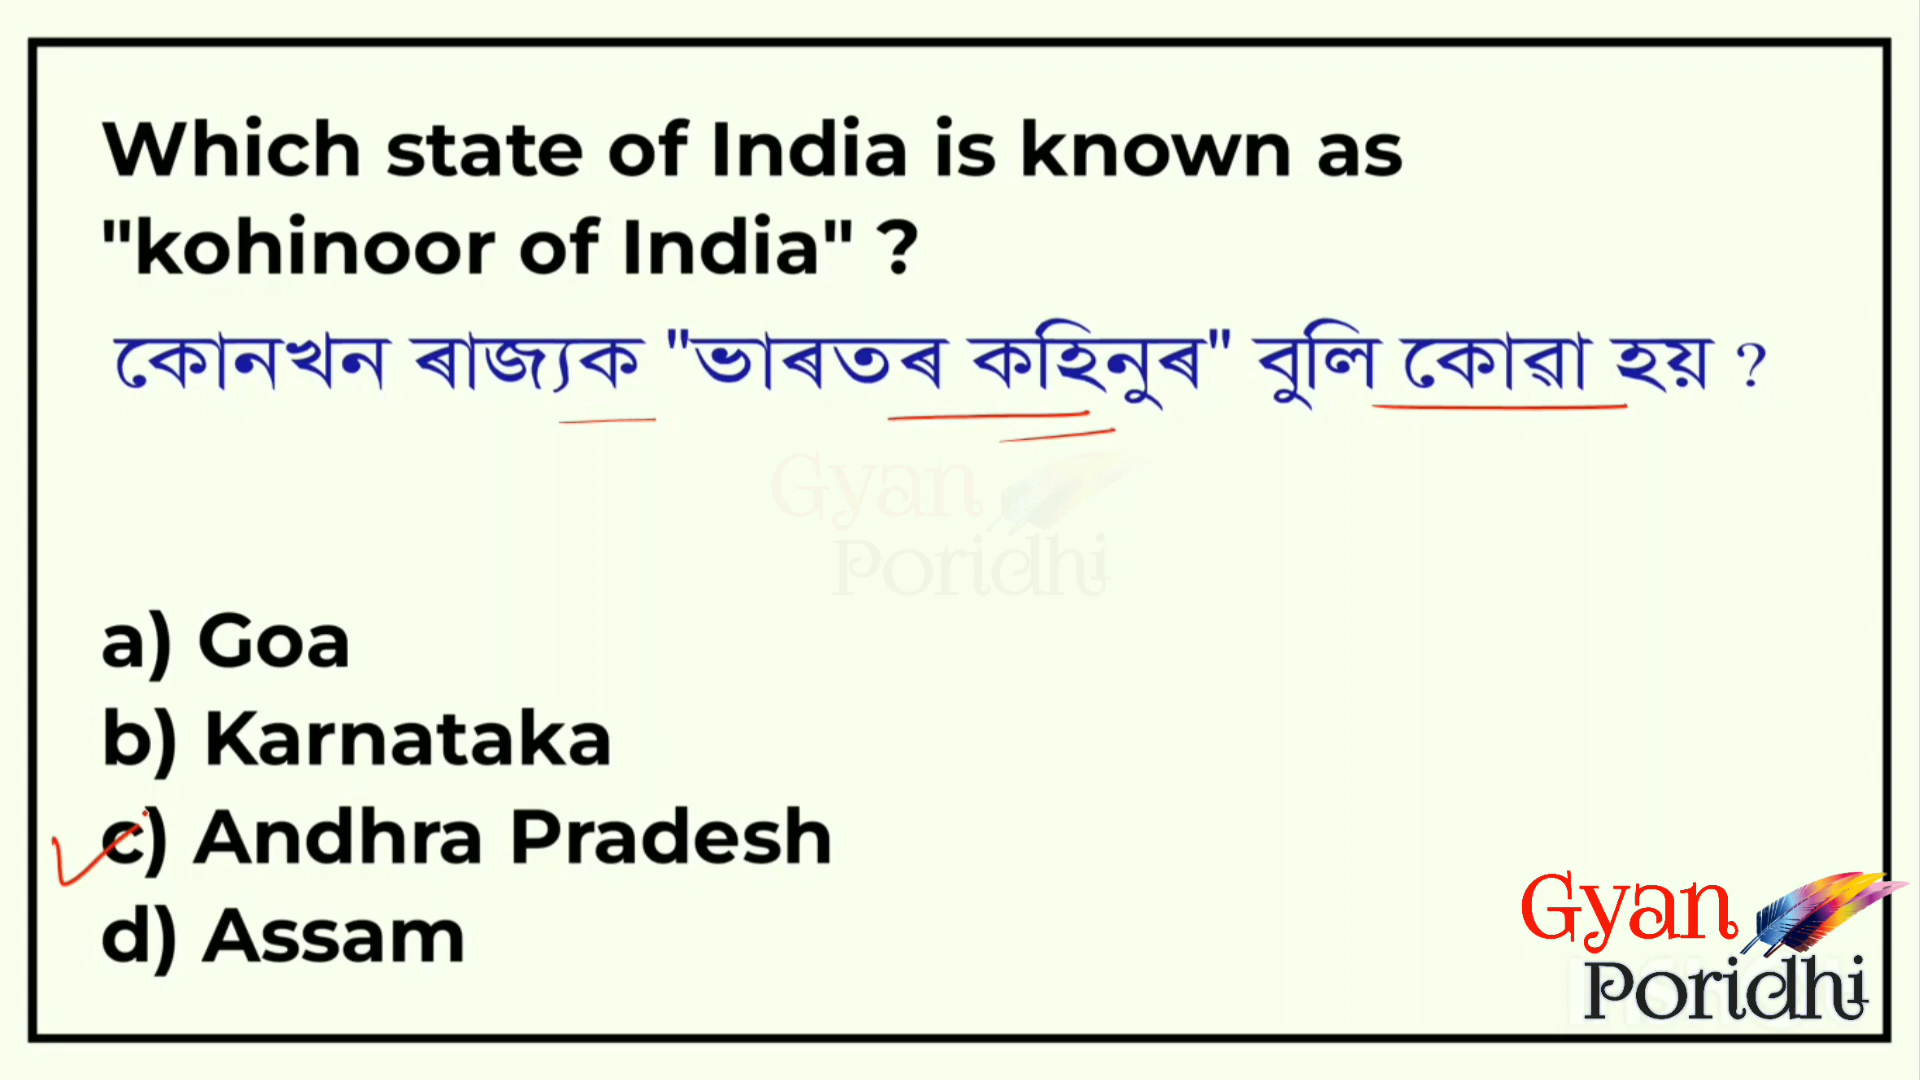 Which state of India is known as
"kohinoor of India" ?
কোনখন ৰাজ্যক "ভাৰতৰ কহিনুৰ" বুলি কোৱা হয় ?
Gyan
Poridhi
a) Goa
b) Karnataka
c) Andhra Pradesh
d) Assam
Gyan
Poridhi